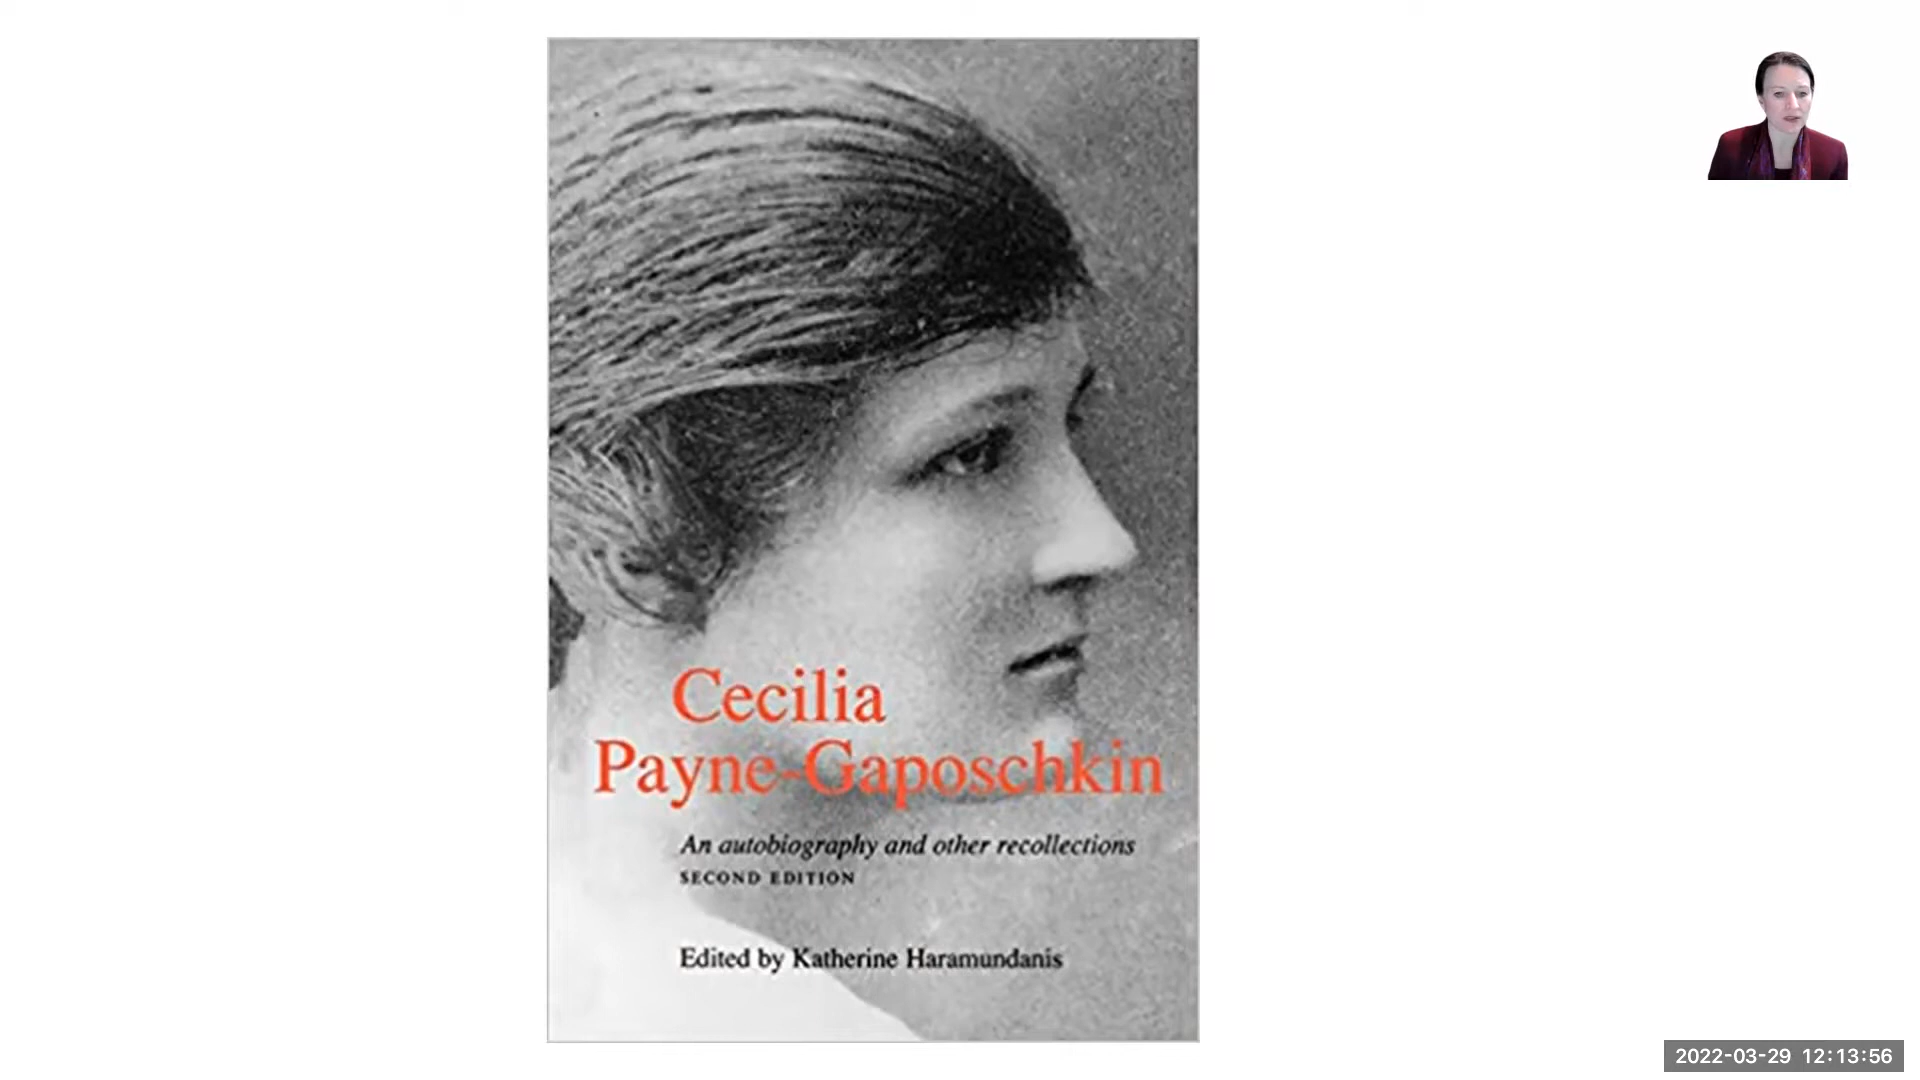 Cecilia
Payne-Gaposchkin
An autobiography and other recollections
SECOND EDITION
Edited by Katherine Haramundanis
2022-03-29 12:13:56